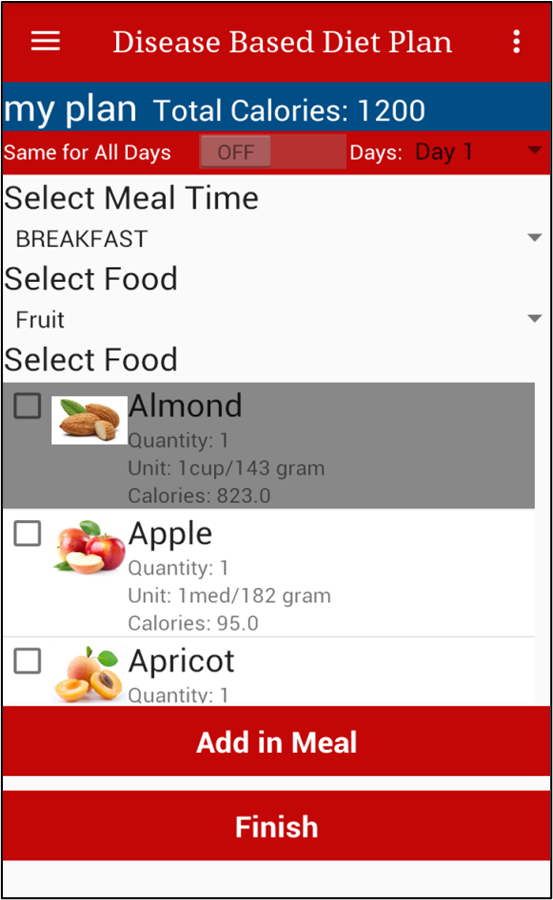 Disease Based Diet Plan
my plan Total Calories: 1200
Same for All Days OFF Days: Day 1
Select Meal Time
BREAKFAST
Select Food
Fruit
Select Food
Almond
Quantity: 1
Unit: 1cup/143 gram
Calories: 823.0
Apple
Quantity: 1
Unit: 1med/182 gram
Calories: 95.0
Apricot
Quantity: 1
Add in Meal
Finish